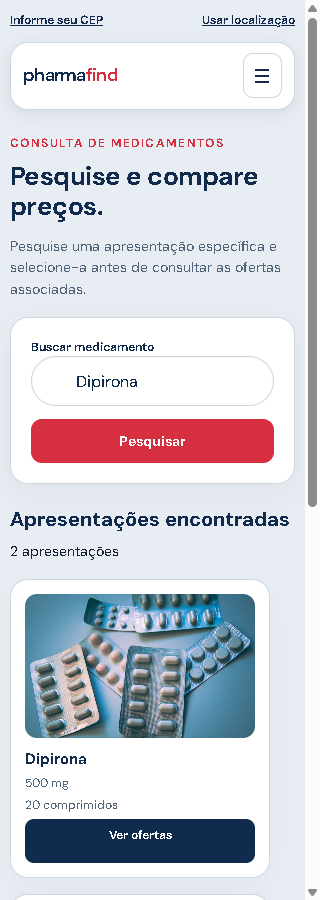 Informe seu CEP
Usar localização
pharmafind
CONSULTA DE MEDICAMENTOS
Pesquise e compare
preços.
Pesquise uma apresentação específica e
selecione-a antes de consultar as ofertas
associadas.
Buscar medicamento
Dipirona
Pesquisar
Apresentações encontradas
2 apresentações
Dipirona
500 mg
20 comprimidos
Ver ofertas